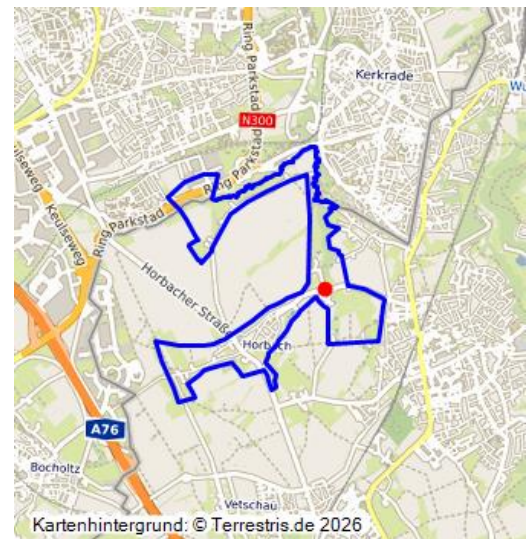 Ring Parkstad
Kerkrade
N300
Ring Parkstad
Ring Parkstad
Keulseweg
Horbacher Straße
Horbach
A76
Bocholtz
Vetschau
Kartenhintergrund: © Terrestris.de 2026